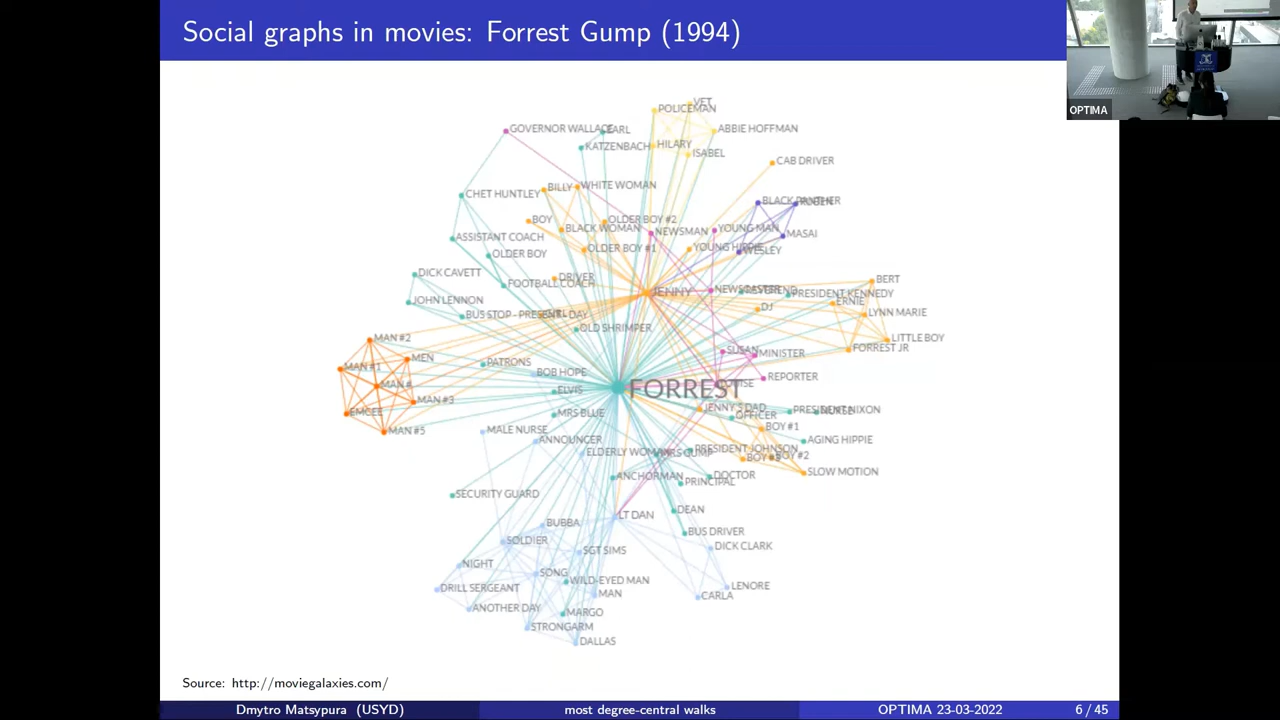 Social graphs in movies: Forrest Gump (1994)
OPTIMA
VET
POLICEMAN
GOVERNOR WALLACE
EARL
ABBIE HOFFMAN
KATZENBACH
HILARY
ISABEL
CAB DRIVER
CHET HUNTLEY
BILLY
WHITE WOMAN
BLACK PANTHER
BOY
OLDER BOY #2
BLACK WOMAN
NEWSMAN
YOUNG MAN
MASAI
ASSISTANT COACH
OLDER BOY #1
YOUNG HIPPIE
WESLEY
OLDER BOY
DICK CAVETT
DRIVER
FOOTBALL COACH
BERT
JENNY
NEWSCASTER
PRESIDENT KENNEDY
JOHN LENNON
ERNIE
DJ
LYNN MARIE
BUS STOP - PRESENT - DAY
OLD SHRIMPER
MAN #2
LITTLE BOY
FORREST JR
MEN
SUSAN
MINISTER
MAN #1
PATRONS
BOB HOPE
REPORTER
MAN #
ELVIS
FORREST
MAN #3
EMCEE
MRS BLUE
JENNY'S DAD
PRESIDENT NIXON
OFFICER
BOY #1
MAN #5
MALE NURSE
ANNOUNCER
AGING HIPPIE
ELDERLY WOMAN
MRS GUMP
PRESIDENT JOHNSON
BOY #2
SLOW MOTION
ANCHORMAN
DOCTOR
PRINCIPAL
SECURITY GUARD
DEAN
LT DAN
BUBBA
BUS DRIVER
SOLDIER
SGT SIMS
DICK CLARK
NIGHT
SONG
WILD-EYED MAN
DRILL SERGEANT
MAN
LENORE
CARLA
ANOTHER DAY
MARGO
STRONGARM
DALLAS
Source: http://moviegalaxies.com/
Dmytro Matsypura (USYD)
most degree-central walks
OPTIMA 23-03-2022
6 / 45